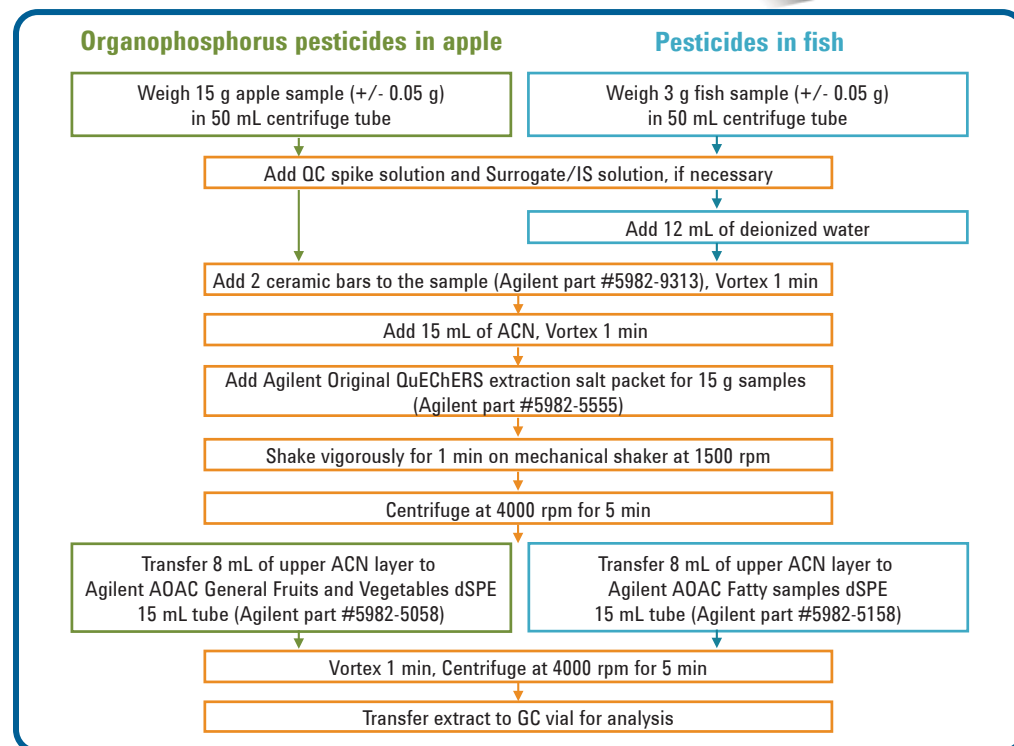 Organophosphorus pesticides in apple
Pesticides in fish
Weigh 15 g apple sample (+/- 0.05 g)
in 50 mL centrifuge tube
Weigh 3 g fish sample (+/- 0.05 g)
in 50 mL centrifuge tube
Add QC spike solution and Surrogate/IS solution, if necessary
Add 12 mL of deionized water
Add 2 ceramic bars to the sample (Agilent part #5982-9313), Vortex 1 min
Add 15 mL of ACN, Vortex 1 min
Add Agilent Original QuEChERS extraction salt packet for 15 g samples
(Agilent part #5982-5555)
Shake vigorously for 1 min on mechanical shaker at 1500 rpm
Centrifuge at 4000 rpm for 5 min
Transfer 8 mL of upper ACN layer to
Agilent AOAC General Fruits and Vegetables dSPE
15 mL tube (Agilent part #5982-5058)
Transfer 8 mL of upper ACN layer to
Agilent AOAC Fatty samples dSPE
15 mL tube (Agilent part #5982-5158)
Vortex 1 min, Centrifuge at 4000 rpm for 5 min
Transfer extract to GC vial for analysis